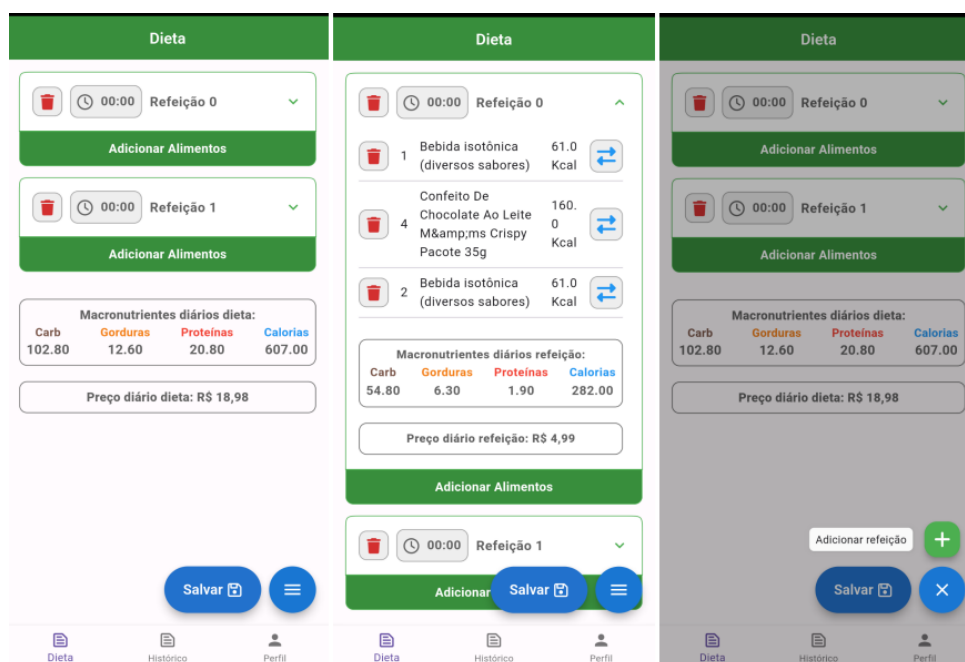 Dieta
00:00 Refeição 0
Adicionar Alimentos
00:00 Refeição 1
Adicionar Alimentos
Macronutrientes diários dieta:
Carb Gorduras Proteínas Calorias
102.80 12.60 20.80 607.00
Preço diário dieta: R$ 18,98
Salvar
Dieta Histórico Perfil
Dieta
00:00 Refeição 0
1 Bebida isotônica 61.0
(diversos sabores) Kcal
Confeito De
Chocolate Ao Leite 160.
4 M&amp;ms Crispy 0
Pacote 35g Kcal
2 Bebida isotônica 61.0
(diversos sabores) Kcal
Macronutrientes diários refeição:
Carb Gorduras Proteínas Calorias
54.80 6.30 1.90 282.00
Preço diário refeição: R$ 4,99
Adicionar Alimentos
00:00 Refeição 1
Adicionar
Salvar
Dieta Histórico Perfil
Dieta
00:00 Refeição 0
Adicionar Alimentos
00:00 Refeição 1
Adicionar Alimentos
Macronutrientes diários dieta:
Carb Gorduras Proteínas Calorias
102.80 12.60 20.80 607.00
Preço diário dieta: R$ 18,98
Adicionar refeição
Salvar
Dieta Histórico Perfil